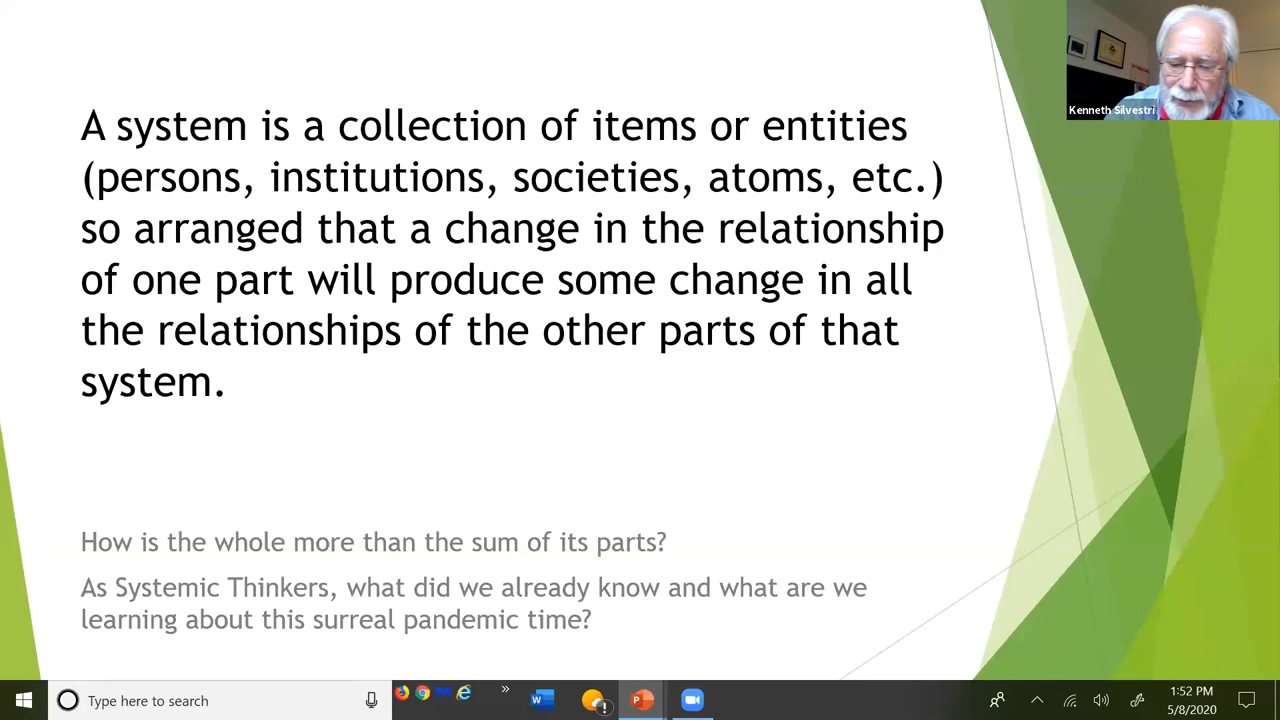 Kenneth Silvestri
A system is a collection of items or entities
(persons, institutions, societies, atoms, etc.)
so arranged that a change in the relationship
of one part will produce some change in all
the relationships of the other parts of that
system.
How is the whole more than the sum of its parts?
As Systemic Thinkers, what did we already know and what are we
learning about this surreal pandemic time?
Type here to search
1:52 PM
5/8/2020